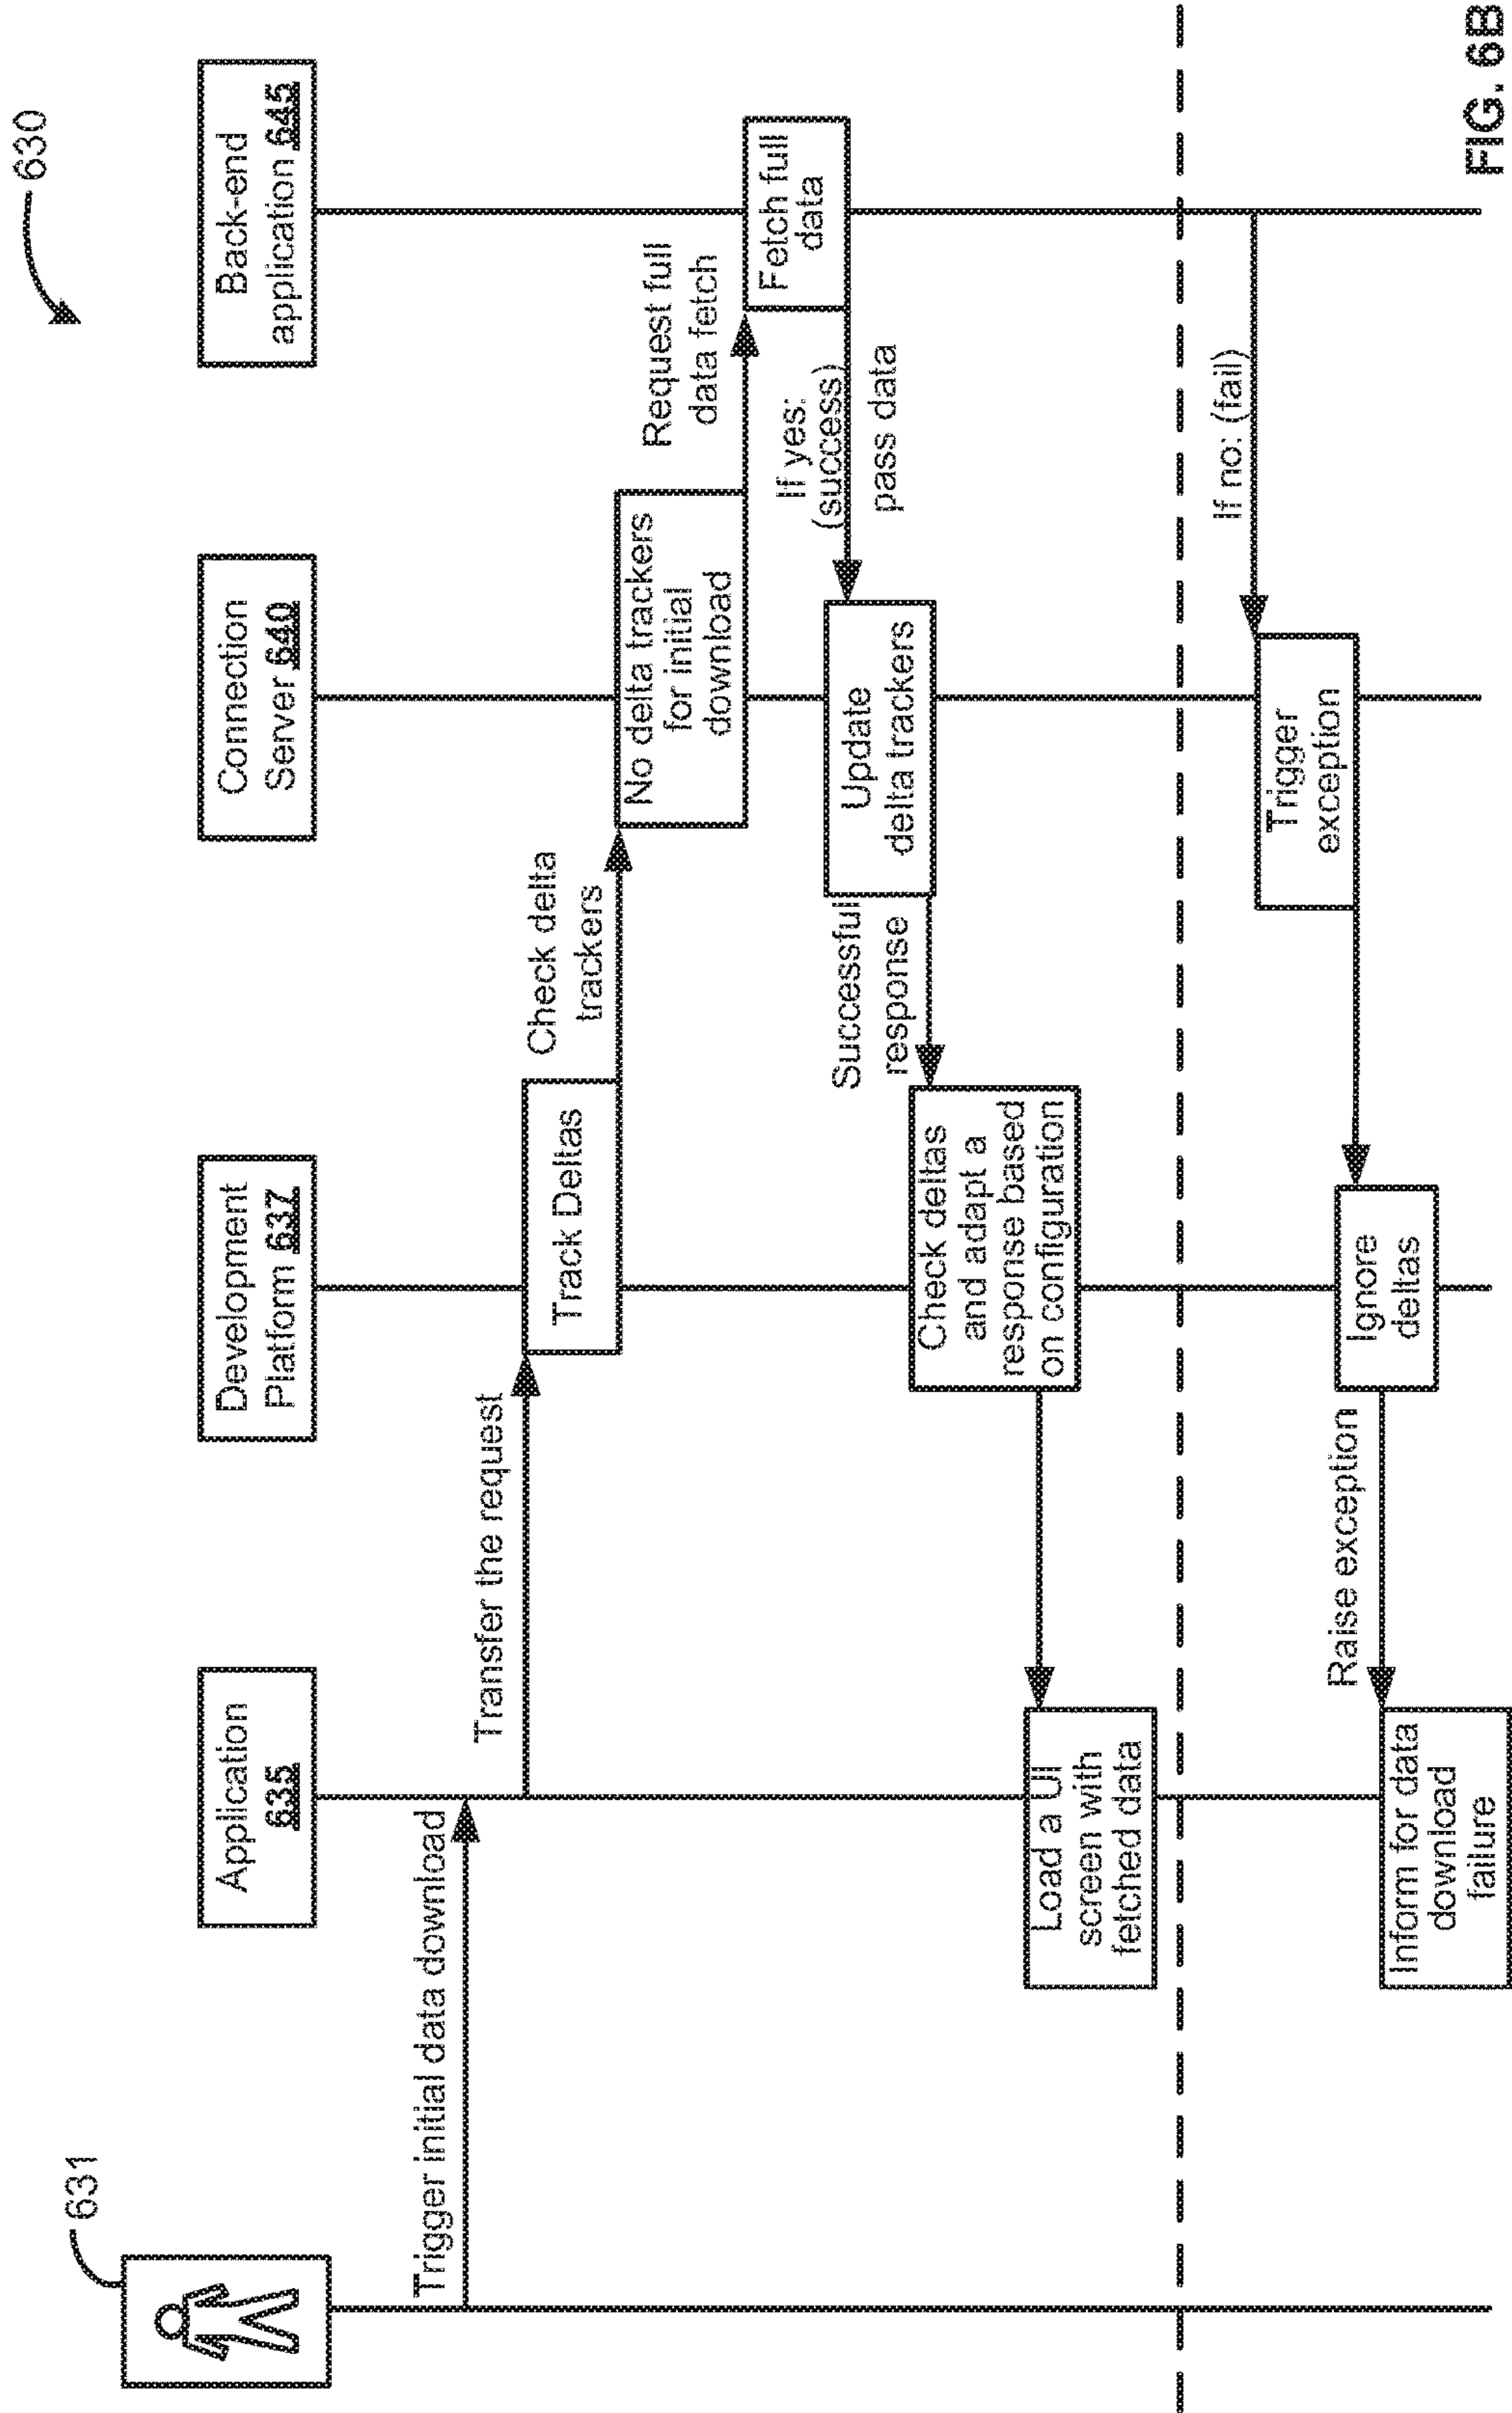 630
631
Application
635
Development
Platform 637
Connection
Server 640
Back-end
application 645
Trigger initial data download
Transfer the request
Track Deltas
Check delta
trackers
No delta trackers
for initial
download
Request full
data fetch
Fetch full
data
If yes:
(success)
pass data
Update
delta trackers
Successful
response
Check deltas
and adapt a
response based
on configuration
Load a UI
screen with
fetched data
If no: (fail)
Trigger
exception
Ignore
deltas
Raise exception
Inform for data
download
failure
FIG. 6B